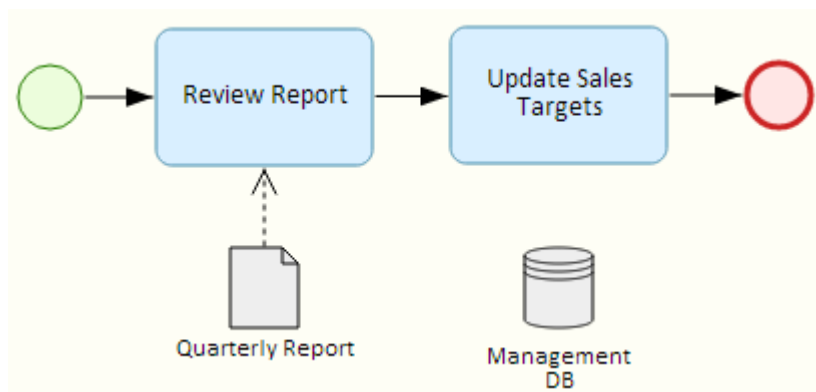 Review Report
Update Sales
Targets
Quarterly Report
Management
DB